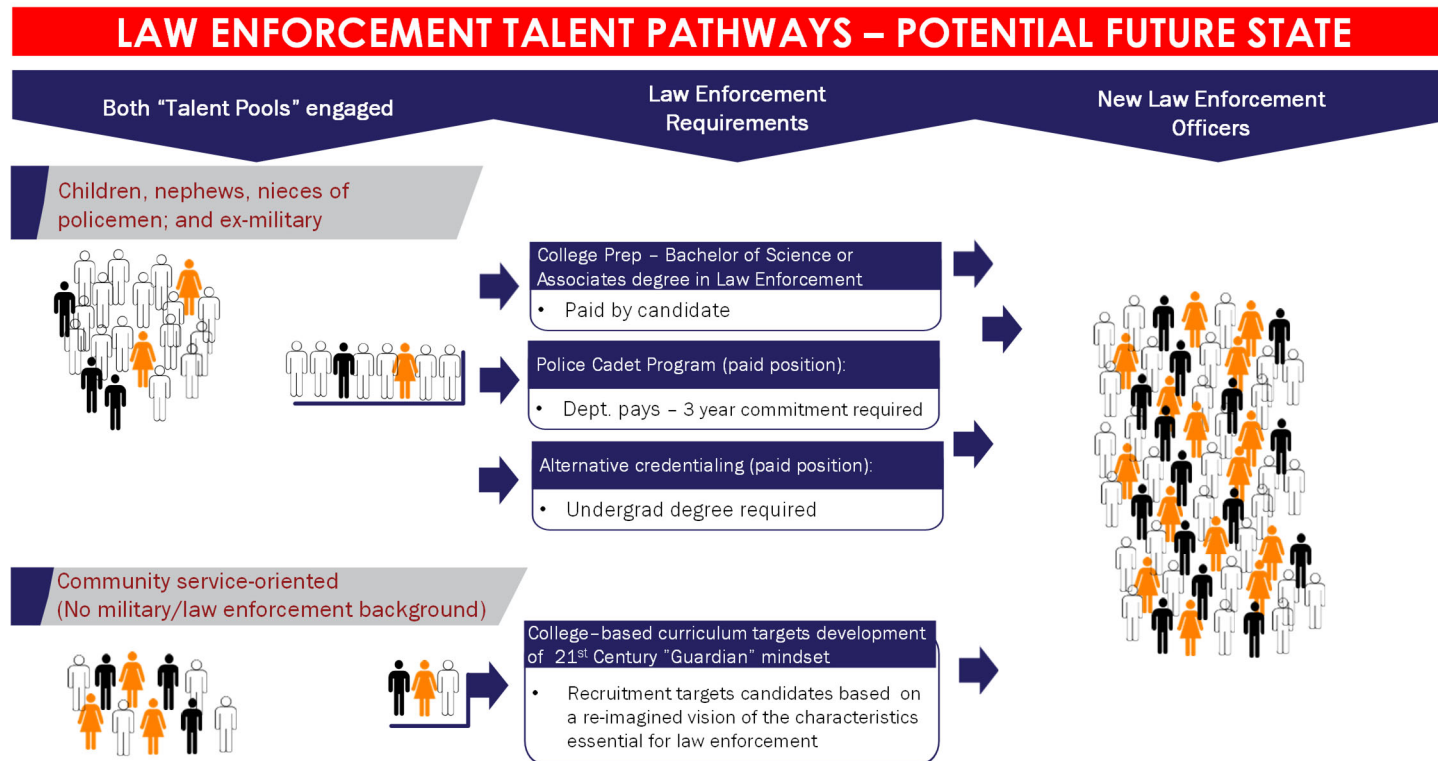 LAW ENFORCEMENT TALENT PATHWAYS – POTENTIAL FUTURE STATE
Both “Talent Pools” engaged
Law Enforcement
Requirements
New Law Enforcement
Officers
Children, nephews, nieces of
policemen; and ex-military
College Prep – Bachelor of Science or
Associates degree in Law Enforcement
• Paid by candidate
Police Cadet Program (paid position):
• Dept. pays – 3 year commitment required
Alternative credentialing (paid position):
• Undergrad degree required
Community service-oriented
(No military/law enforcement background)
College–based curriculum targets development
of 21st Century "Guardian" mindset
• Recruitment targets candidates based on
a re-imagined vision of the characteristics
essential for law enforcement